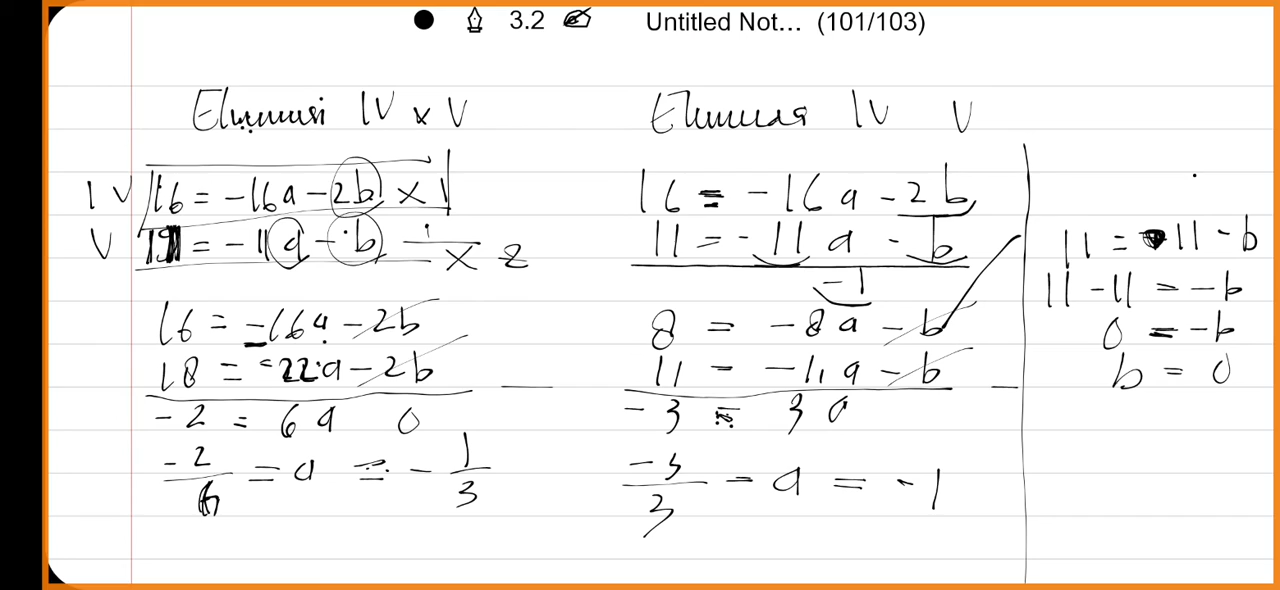 3.2 Untitled Not... (101/103)
IV x V
IV 16 = -16a - 2b x 1
V = -11a - b x 2
16 = -16a - 2b
18 = -22a - 2b
-2 = 6a 0
-2/6 = a = -1/3
IV V
16 = -16a - 2b
11 = -11a - b
-1
8 = -8a - b
11 = -11a - b
-3 = 3a
-3/3 = a = -1
11 = 11 - b
11 - 11 = -b
0 = -b
b = 0